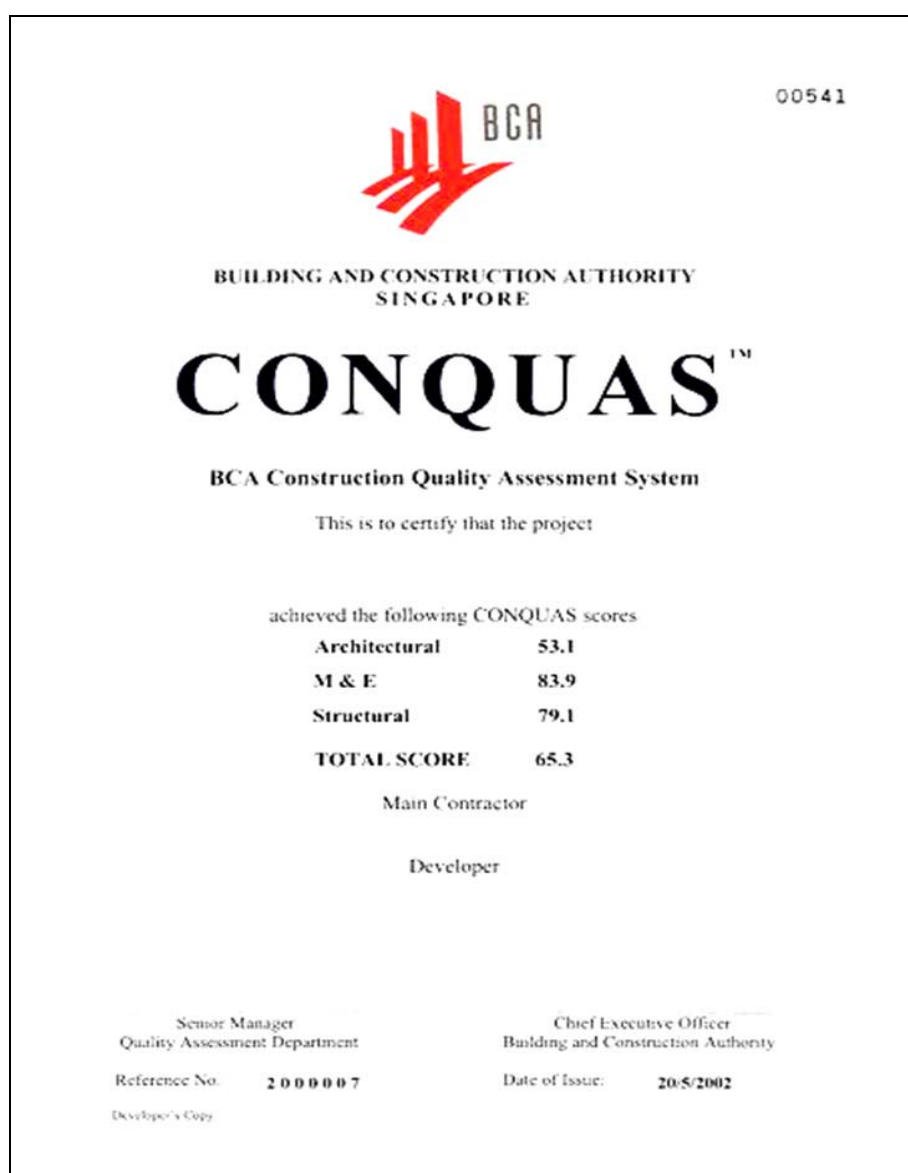 00541
BCA
BUILDING AND CONSTRUCTION AUTHORITY
SINGAPORE
CONQUAS™
BCA Construction Quality Assessment System
This is to certify that the project
achieved the following CONQUAS scores
Architectural 53.1
M & E 83.9
Structural 79.1
TOTAL SCORE 65.3
Main Contractor
Developer
Senior Manager Chief Executive Officer
Quality Assessment Department Building and Construction Authority
Reference No. 2000007 Date of Issue: 20/5/2002
Developer's Copy